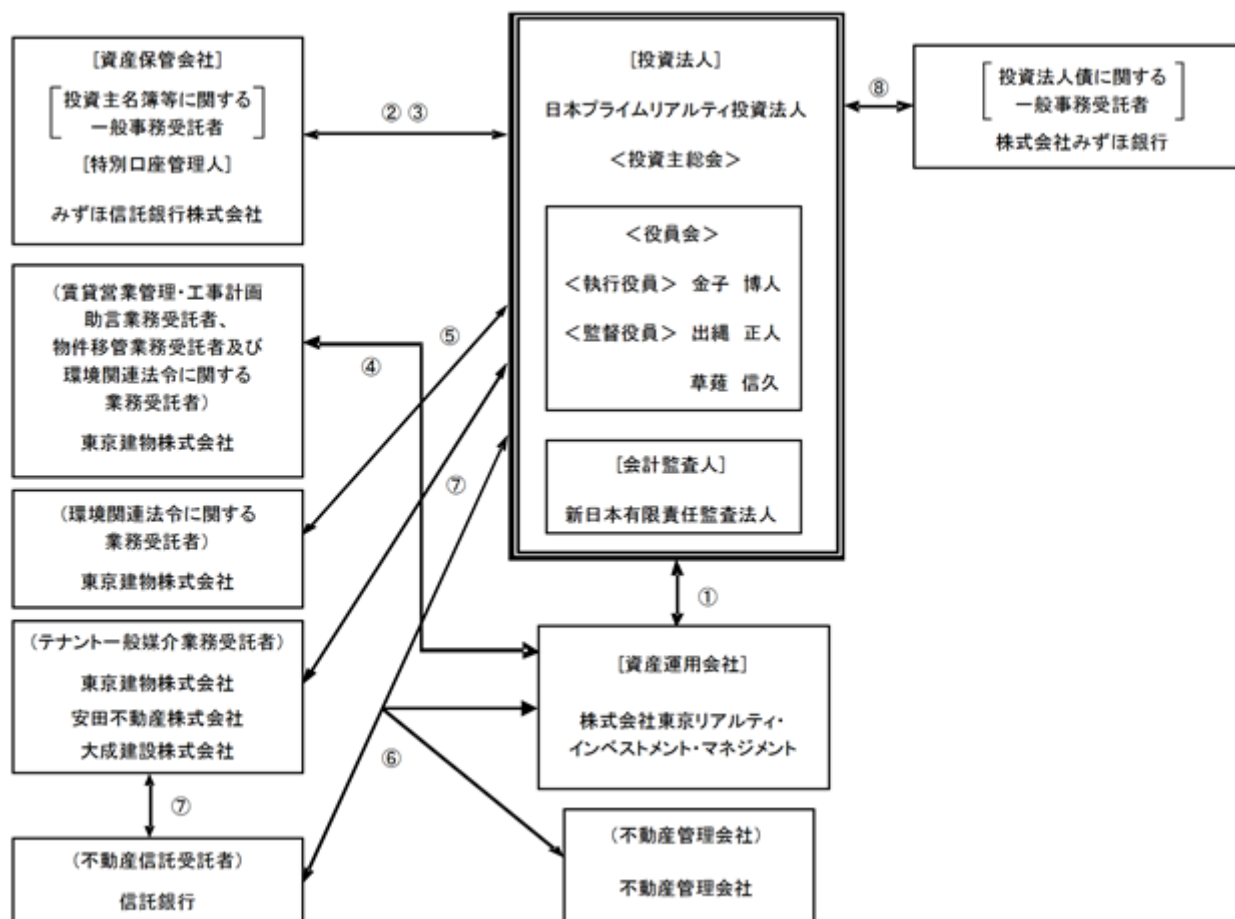 [資産保管会社]
投資主名簿等に関する
一般事務受託者
[特別口座管理人]
みずほ信託銀行株式会社
② ③
[投資法人]
日本プライムリアルティ投資法人
<投資主総会>
<役員会>
<執行役員> 金子 博人
<監督役員> 出縄 正人
草薙 信久
[会計監査人]
新日本有限責任監査法人
⑧
投資法人債に関する
一般事務受託者
株式会社みずほ銀行
(賃貸営業管理・工事計画
助言業務受託者、
物件移管業務受託者及び
環境関連法令に関する
業務受託者)
東京建物株式会社
④
⑤
(環境関連法令に関する
業務受託者)
東京建物株式会社
⑦
①
(テナント一般媒介業務受託者)
東京建物株式会社
安田不動産株式会社
大成建設株式会社
[資産運用会社]
株式会社東京リアルティ・
インベストメント・マネジメント
⑥
⑦
(不動産信託受託者)
信託銀行
(不動産管理会社)
不動産管理会社